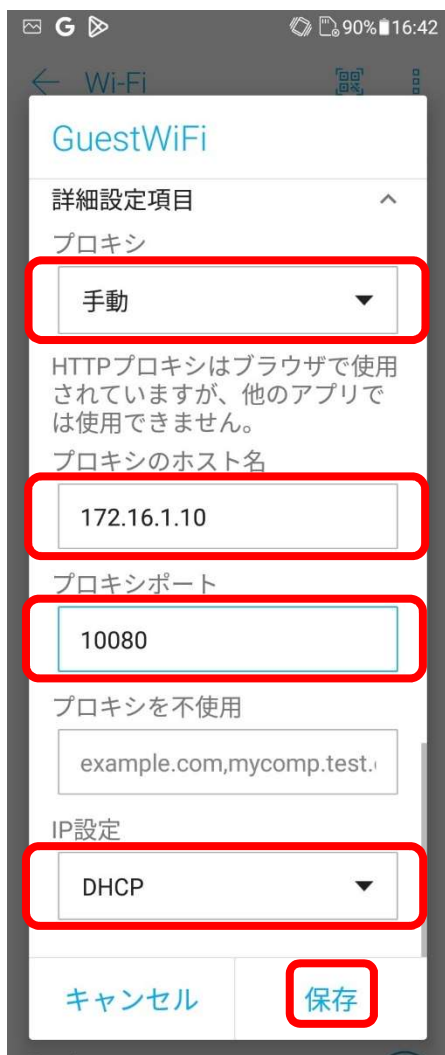 G 90% 16:42
Wi-Fi
GuestWiFi
詳細設定項目
プロキシ
手動
HTTPプロキシはブラウザで使用
されていますが、他のアプリで
は使用できません。
プロキシのホスト名
172.16.1.10
プロキシポート
10080
プロキシを不使用
example.com,mycomp.test.
IP設定
DHCP
キャンセル 保存